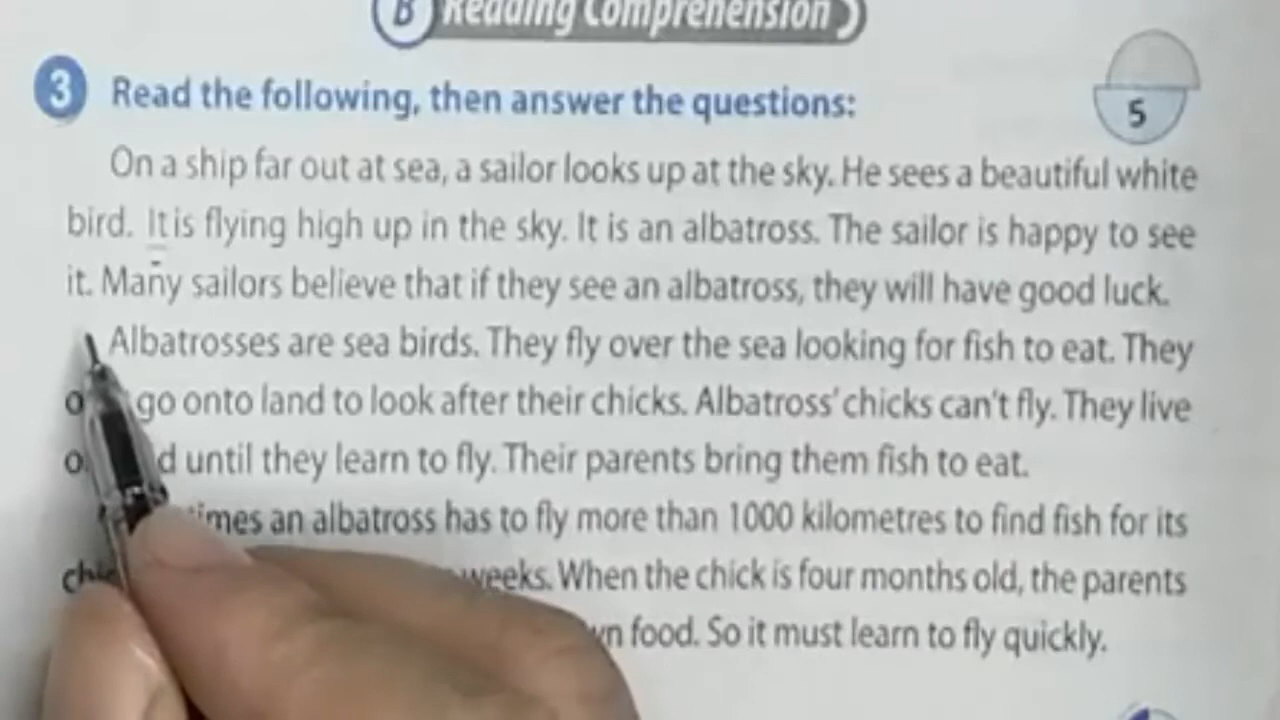 B Reading Comprehension
3 Read the following, then answer the questions:
5
On a ship far out at sea, a sailor looks up at the sky. He sees a beautiful white
bird. It is flying high up in the sky. It is an albatross. The sailor is happy to see
it. Many sailors believe that if they see an albatross, they will have good luck.
Albatrosses are sea birds. They fly over the sea looking for fish to eat. They
go onto land to look after their chicks. Albatross' chicks can't fly. They live
until they learn to fly. Their parents bring them fish to eat.
an albatross has to fly more than 1000 kilometres to find fish for its
weeks. When the chick is four months old, the parents
food. So it must learn to fly quickly.